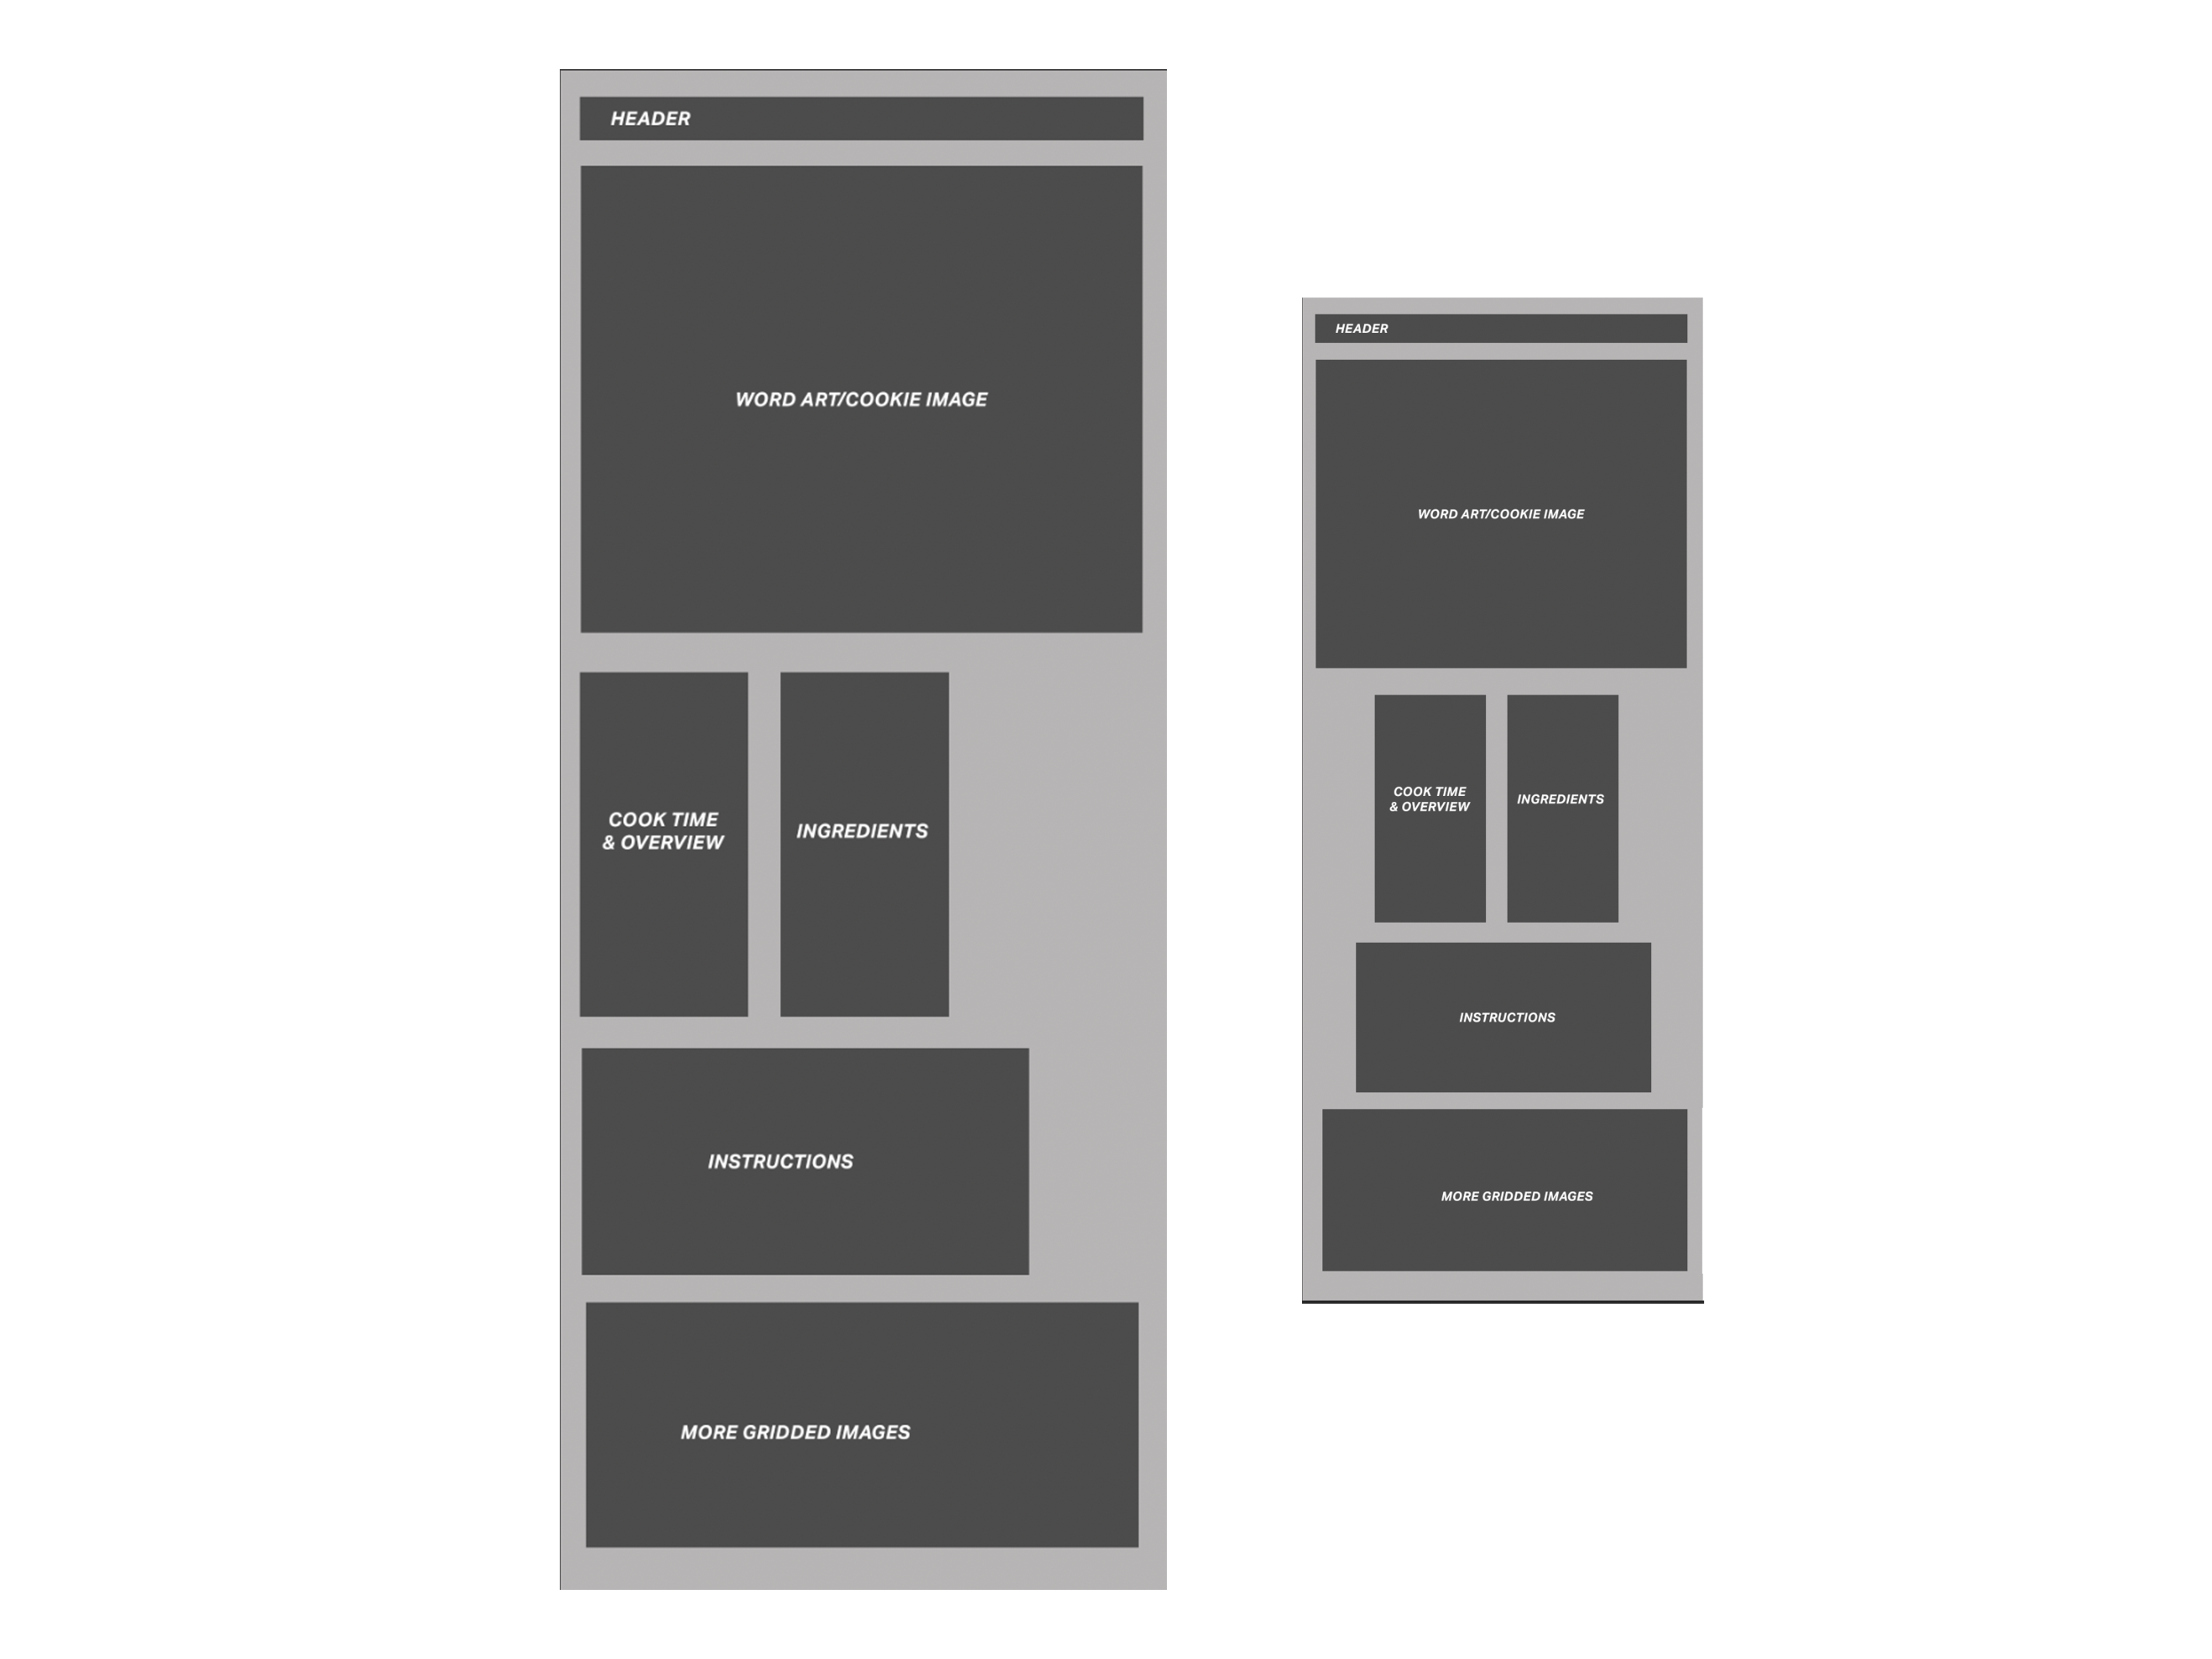 HEADER
WORD ART/COOKIE IMAGE
COOK TIME
& OVERVIEW
INGREDIENTS
INSTRUCTIONS
MORE GRIDDED IMAGES
HEADER
WORD ART/COOKIE IMAGE
COOK TIME
& OVERVIEW
INGREDIENTS
INSTRUCTIONS
MORE GRIDDED IMAGES